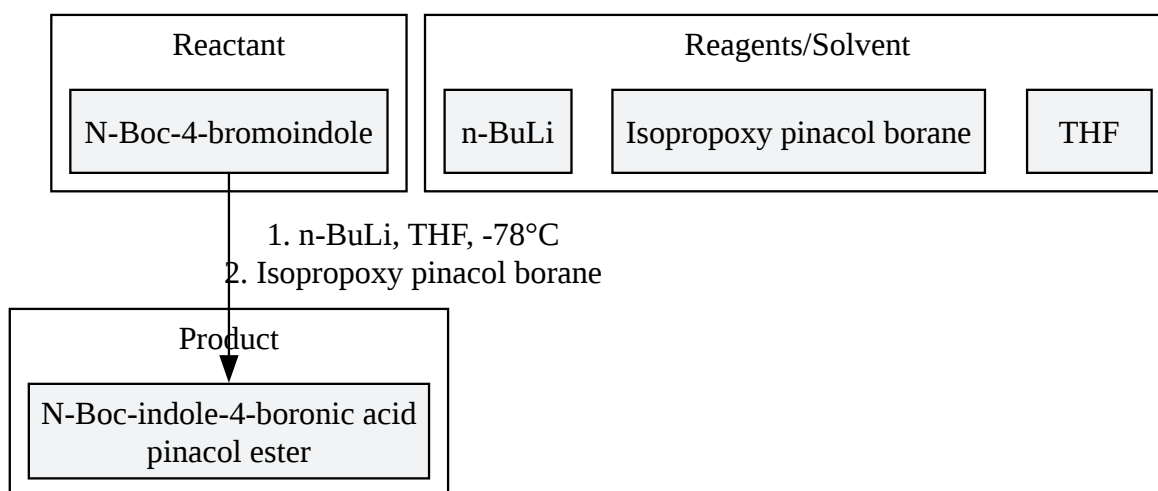 Reactant
Reagents/Solvent
N-Boc-4-bromoindole
n-BuLi
Isopropoxy pinacol borane
THF
1. n-BuLi, THF, -78°C
2. Isopropoxy pinacol borane
Product
N-Boc-indole-4-boronic acid
pinacol ester